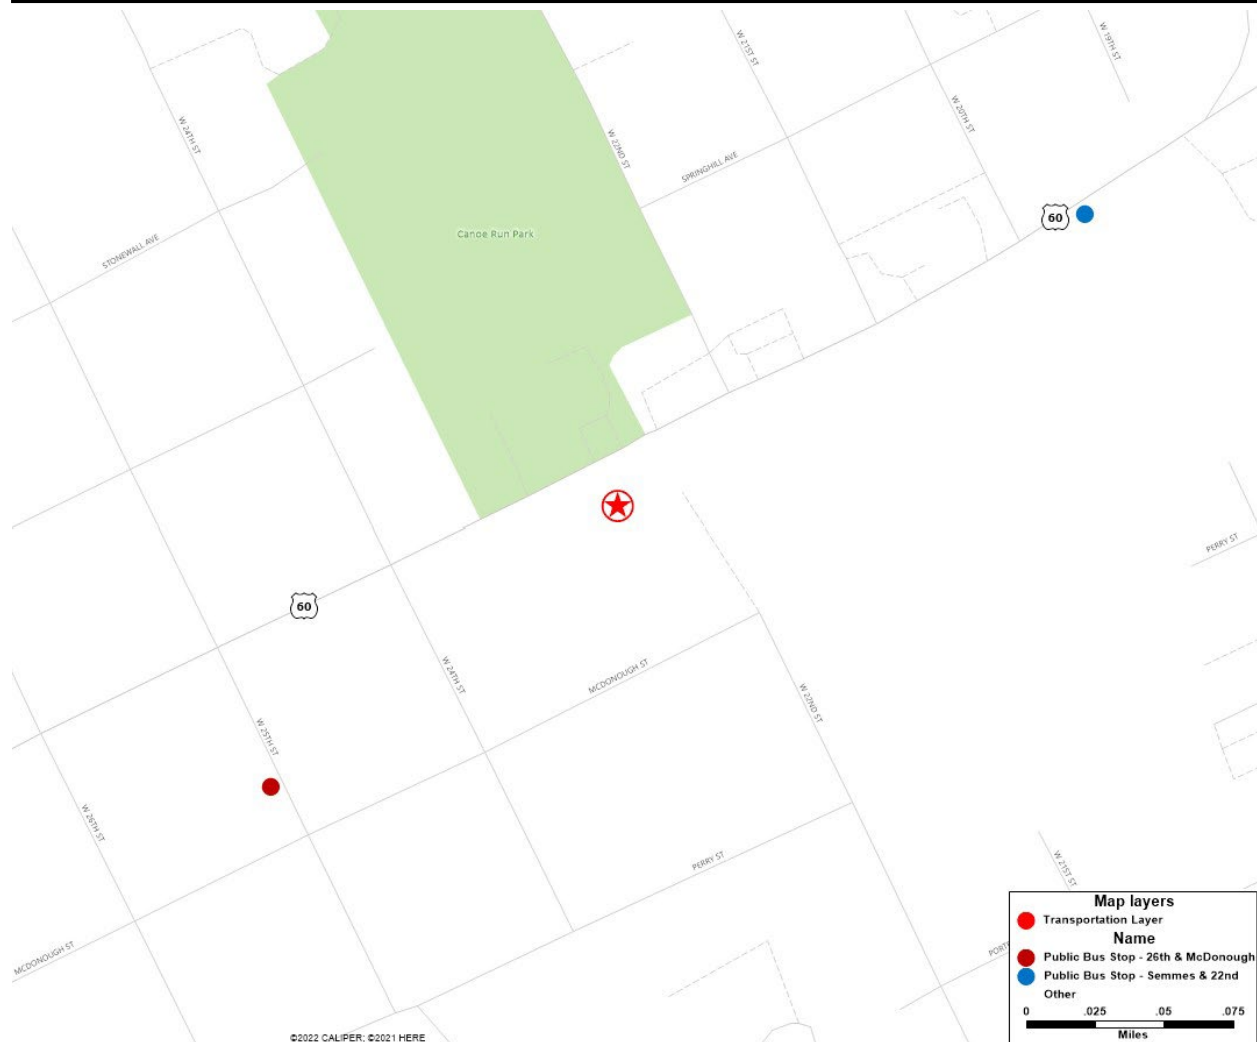 W 19TH ST
W 21ST ST
W 20TH ST
W 24TH ST
W 22ND ST
SPRINGHILL AVE
60
Canoe Run Park
STONEWALL AVE
PERRY ST
60
MCDONOUGH ST
W 24TH ST
W 22ND ST
W 25TH ST
W 26TH ST
PERRY ST
W 21ST ST
MCDONOUGH ST
Map layers
Transportation Layer
Name
Public Bus Stop - 26th & McDonough
Public Bus Stop - Semmes & 22nd
Other
0 .025 .05 .075
Miles
PORT
©2022 CALIPER; ©2021 HERE